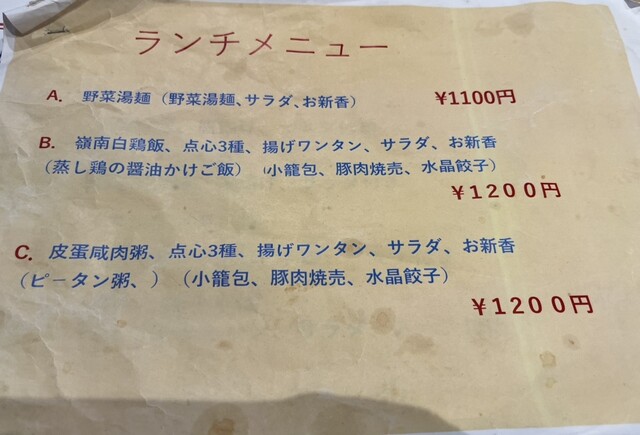 ランチメニュー
A. 野菜湯麺（野菜湯麺、サラダ、お新香） ¥1100円
B. 嶺南白鶏飯、点心3種、揚げワンタン、サラダ、お新香
（蒸し鶏の醤油かけご飯）（小籠包、豚肉焼売、水晶餃子）
¥1200円
C. 皮蛋咸肉粥、点心3種、揚げワンタン、サラダ、お新香
（ピータン粥、）（小籠包、豚肉焼売、水晶餃子）
¥1200円